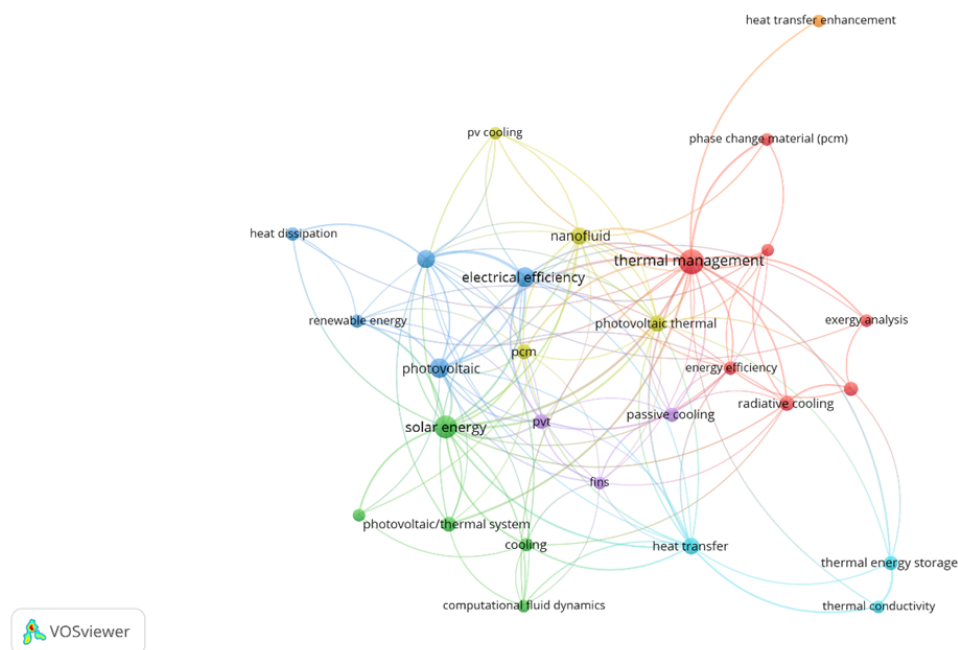 heat transfer enhancement
pv cooling
phase change material (pcm)
heat dissipation
nanofluid
thermal management
electrical efficiency
renewable energy
photovoltaic thermal
exergy analysis
pcm
photovoltaic
energy efficiency
radiative cooling
passive cooling
solar energy
pvt
fins
photovoltaic/thermal system
cooling
heat transfer
thermal energy storage
computational fluid dynamics
thermal conductivity
VOSviewer